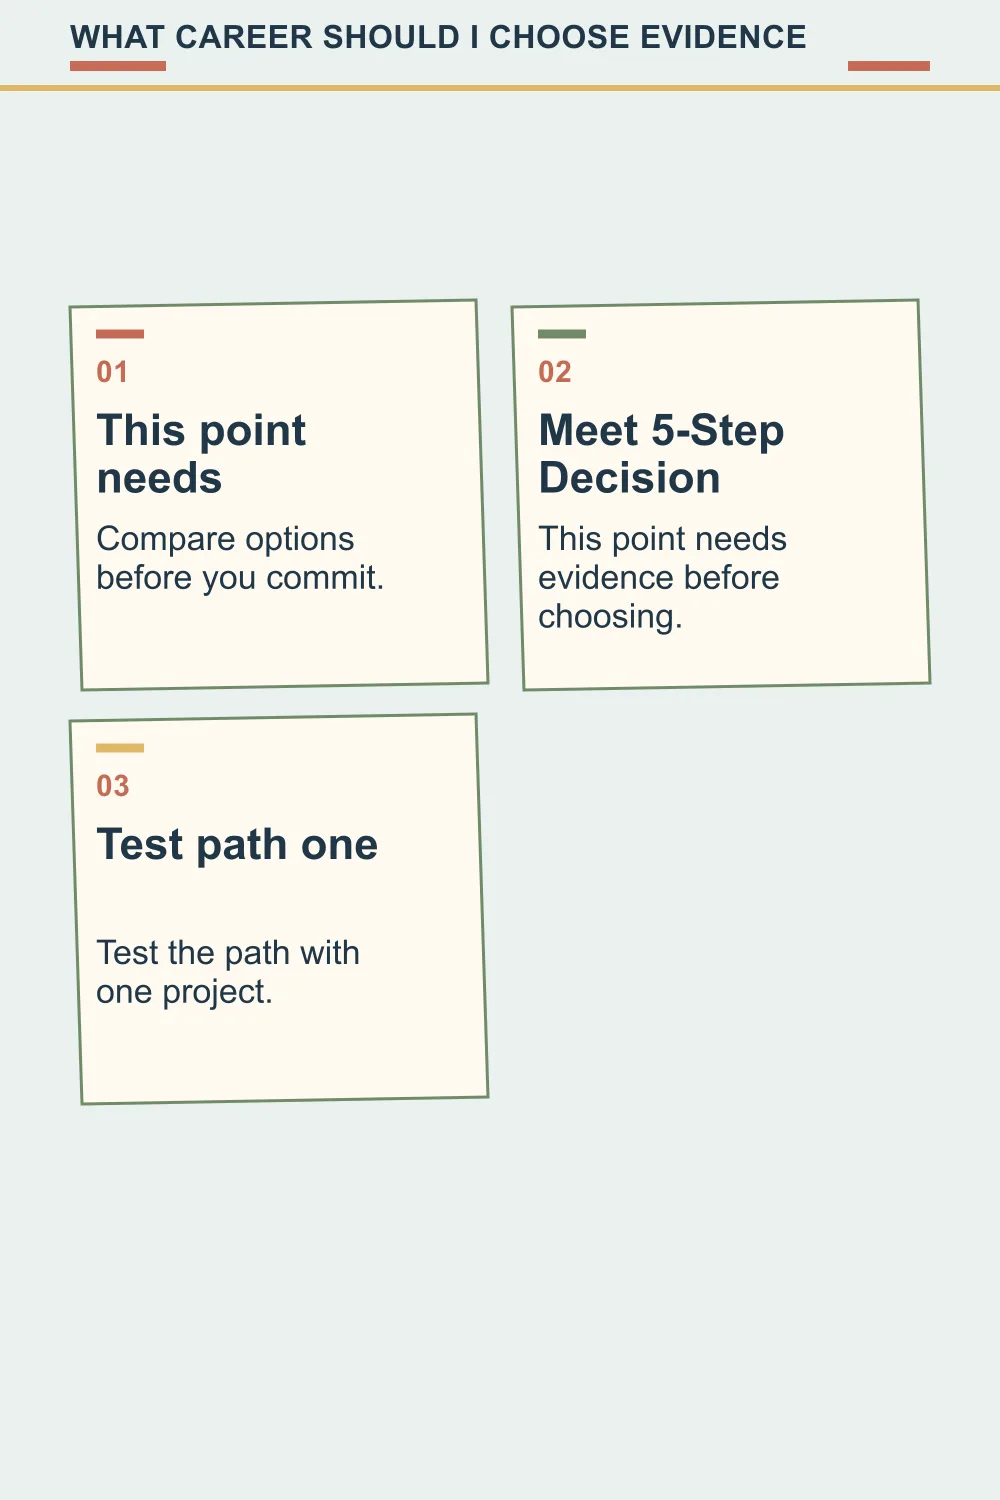 WHAT CAREER SHOULD I CHOOSE EVIDENCE
01
This point
needs
Compare options
before you commit.
02
Meet 5-Step
Decision
This point needs
evidence before
choosing.
03
Test path one
Test the path with
one project.